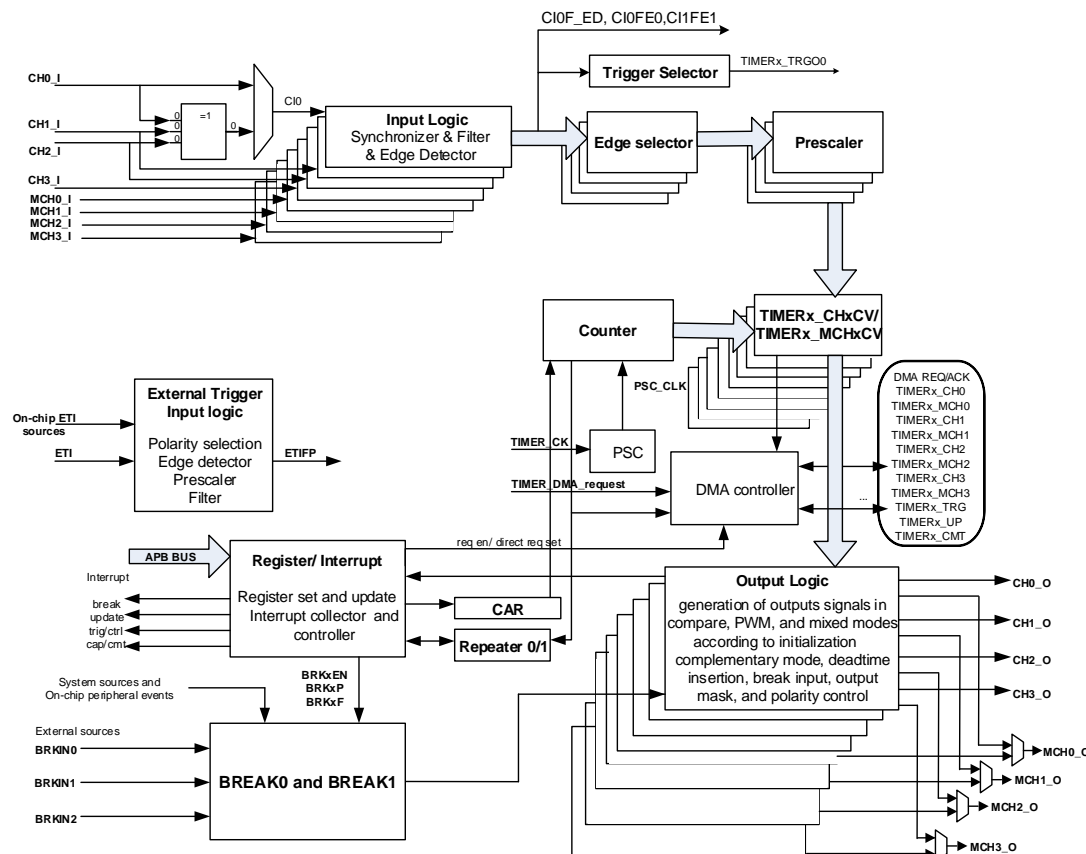 CI0F_ED, CI0FE0,CI1FE1
Trigger Selector
TIMERx_TRGO0
CH0_I
CH1_I
CH2_I
CH3_I
MCH0_I
MCH1_I
MCH2_I
MCH3_I
0
0
0
=1
0
CI0
Input Logic
Synchronizer & Filter
& Edge Detector
Edge selector
Prescaler
Counter
TIMERx_CHxCV/
TIMERx_MCHxCV
PSC_CLK
TIMER_CK
PSC
TIMER_DMA_request
DMA controller
...
DMA REQ/ACK
TIMERx_CH0
TIMERx_MCH0
TIMERx_CH1
TIMERx_MCH1
TIMERx_CH2
TIMERx_MCH2
TIMERx_CH3
TIMERx_MCH3
TIMERx_TRG
TIMERx_UP
TIMERx_CMT
On-chip ETI
sources
ETI
External Trigger
Input logic
Polarity selection
Edge detector
Prescaler
Filter
ETIFP
APB BUS
Interrupt
break
update
trig/ctrl
cap/cmt
Register/ Interrupt
Register set and update
Interrupt collector and
controller
req en/ direct req set
CAR
Repeater 0/1
BRKxEN
BRKxP
BRKxF
System sources and
On-chip peripheral events
External sources
BRKIN0
BRKIN1
BRKIN2
BREAK0 and BREAK1
Output Logic
generation of outputs signals in
compare, PWM, and mixed modes
according to initialization
complementary mode, deadtime
insertion, break input, output
mask, and polarity control
CH0_O
CH1_O
CH2_O
CH3_O
MCH0_O
MCH1_O
MCH2_O
MCH3_O